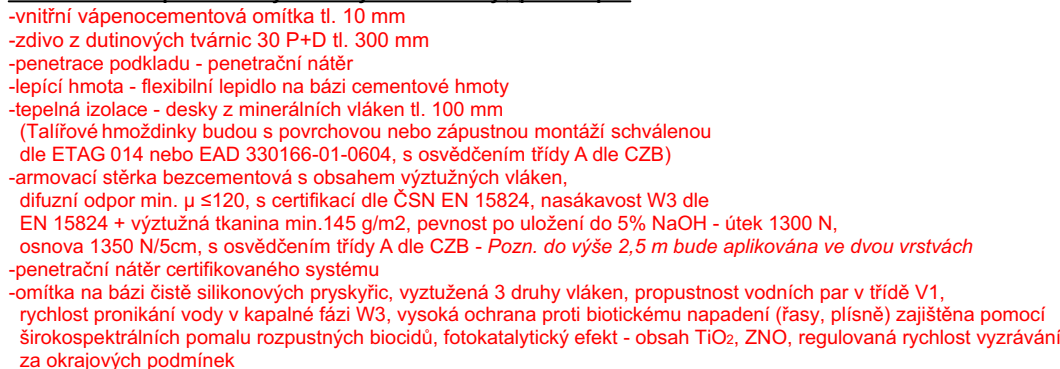 -vnitřní vápenocementová omítka tl. 10 mm
-zdivo z dutinových tvárnic 30 P+D tl. 300 mm
-penetrace podkladu - penetrační nátěr
-lepící hmota - flexibilní lepidlo na bázi cementové hmoty
-tepelná izolace - desky z minerálních vláken tl. 100 mm
(Talířové hmoždinky budou s povrchovou nebo zápustnou montáží schválenou
dle ETAG 014 nebo EAD 330166-01-0604, s osvědčením třídy A dle CZB)
-armovací stěrka bezcementová s obsahem výztužných vláken,
difuzní odpor min. μ ≤120, s certifikací dle ČSN EN 15824, nasákavost W3 dle
EN 15824 + výztužná tkanina min.145 g/m2, pevnost po uložení do 5% NaOH - útek 1300 N,
osnova 1350 N/5cm, s osvědčením třídy A dle CZB - Pozn. do výše 2,5 m bude aplikována ve dvou vrstvách
-penetrační nátěr certifikovaného systému
-omítka na bázi čistě silikonových pryskyřic, vyztužená 3 druhy vláken, propustnost vodních par v třídě V1,
rychlost pronikání vody v kapalné fázi W3, vysoká ochrana proti biotickému napadení (řasy, plísně) zajištěna pomocí
širokospektrálních pomalu rozpustných biocidů, fotokatalytický efekt - obsah TiO₂, ZNO, regulovaná rychlost vyzrávání
za okrajových podmínek